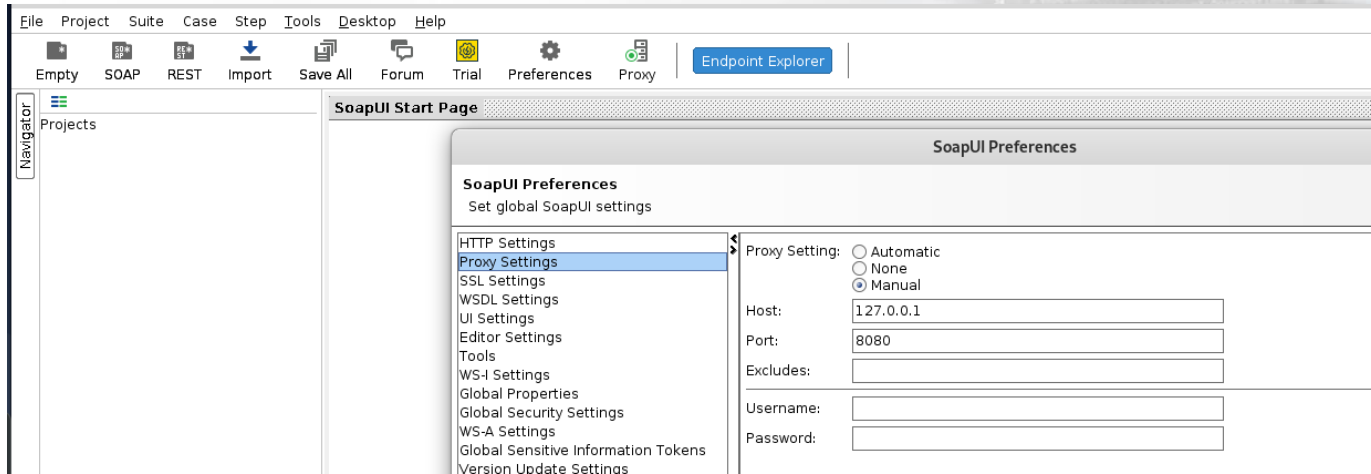 File Project Suite Case Step Tools Desktop Help
Empty SOAP REST Import Save All Forum Trial Preferences Proxy Endpoint Explorer
Navigator
Projects
SoapUI Start Page
SoapUI Preferences
SoapUI Preferences
Set global SoapUI settings
HTTP Settings
Proxy Settings
SSL Settings
WSDL Settings
UI Settings
Editor Settings
Tools
WS-I Settings
Global Properties
Global Security Settings
WS-A Settings
Global Sensitive Information Tokens
Version Update Settings
Proxy Setting: Automatic
None
Manual
Host: 127.0.0.1
Port: 8080
Excludes:
Username:
Password: